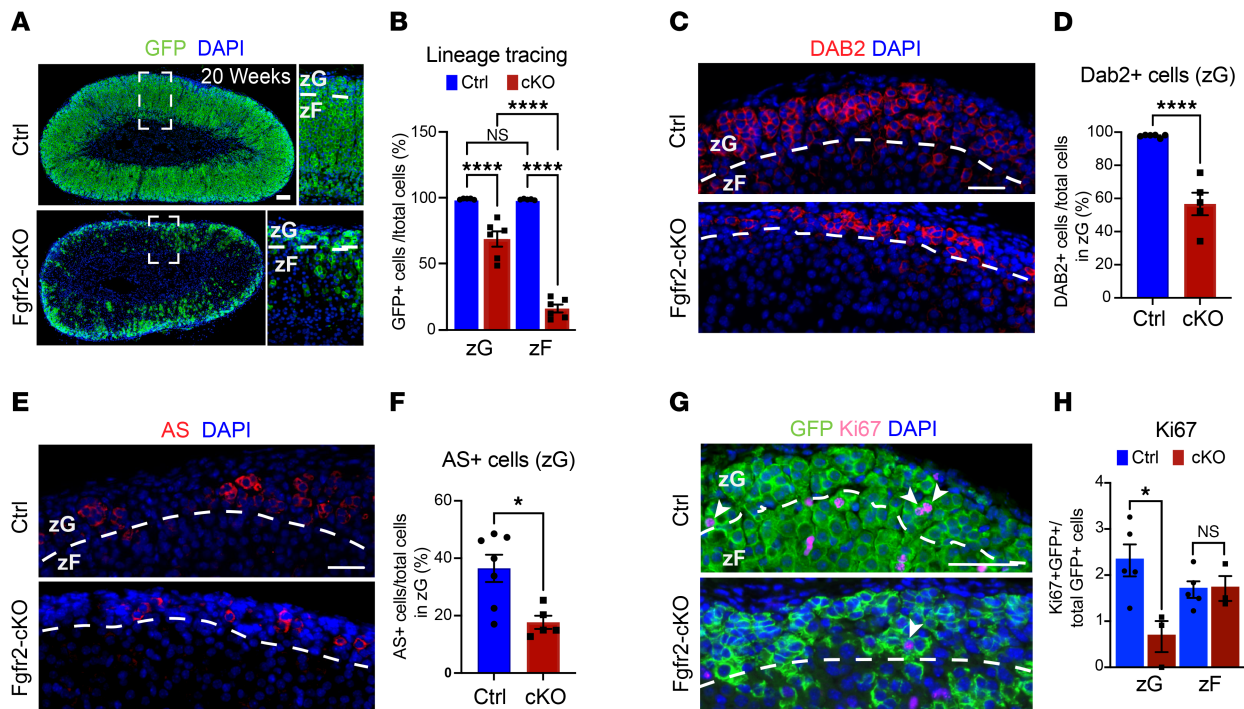 A
GFP DAPI
20 Weeks
zG
zF
Ctrl
zG
zF
Fgfr2-cKO
B
Lineage tracing
Ctrl cKO
****
NS
**** ****
GFP+ cells /ltotal cells (%)
150
100
50
0
zG zF
C
DAB2 DAPI
Ctrl
zG
zF
Fgfr2-cKO
D
Dab2+ cells (zG)
****
DAB2+ cells /total cells
in zG (%)
100
80
60
40
20
0
Ctrl cKO
E
AS DAPI
Ctrl
zG
zF
Fgfr2-cKO
F
AS+ cells (zG)
*
AS+ cells/total cells
in zG (%)
60
40
20
0
Ctrl cKO
G
GFP Ki67 DAPI
Ctrl
zG
zF
Fgfr2-cKO
H
Ki67
Ctrl cKO
*
NS
Ki67+GFP+/
total GFP+ cells
4
3
2
1
0
zG zF